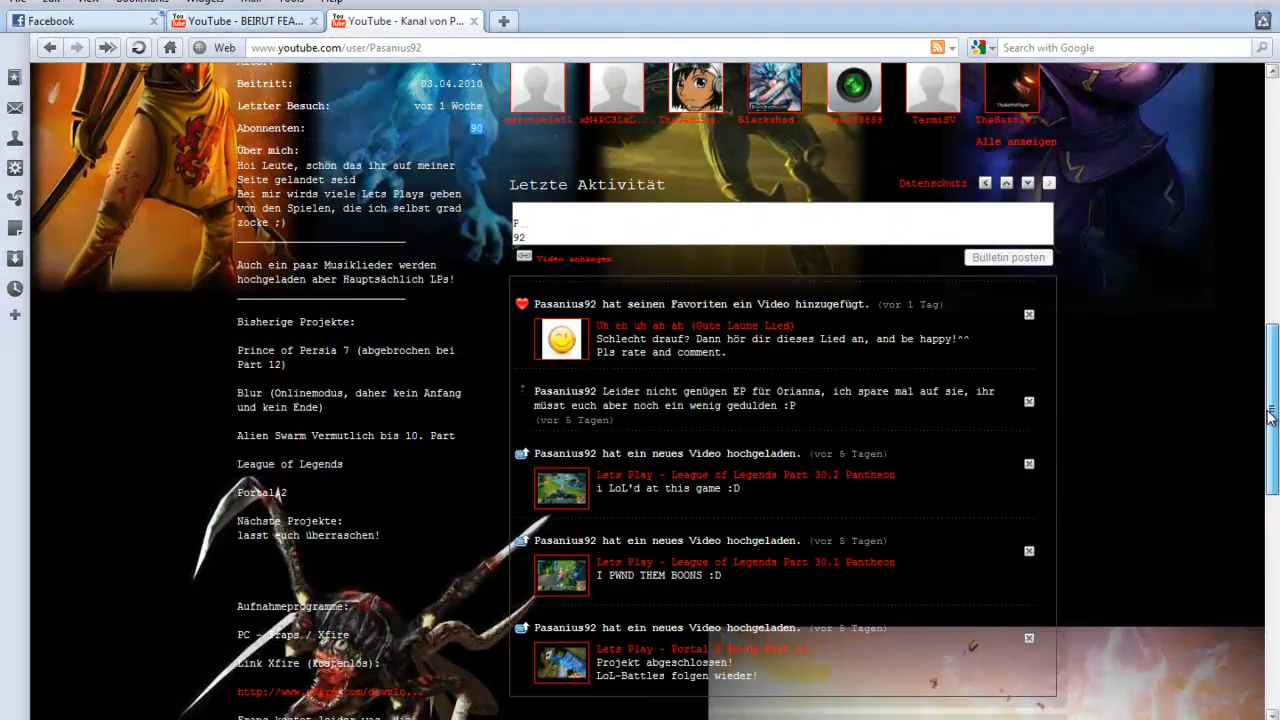 Facebook
YouTube - BEIRUT FEA...
YouTube - Kanal von P...
Web
www.youtube.com/user/Pasanius92
Search with Google
Beitritt: 03.04.2010
Letzter Besuch: vor 1 Woche
Abonnenten: 90
Über mich:
Hoi Leute, schön das ihr auf meiner
Seite gelandet seid
Bei mir wirds viele Lets Plays geben
von den Spielen, die ich selbst grad
zocke ;)
Auch ein paar Musiklieder werden
hochgeladen aber Hauptsächlich LPs!
Bisherige Projekte:
Prince of Persia 7 (abgebrochen bei
Part 12)
Blur (Onlinemodus, daher kein Anfang
und kein Ende)
Alien Swarm Vermutlich bis 10. Part
League of Legends
Portal 2
Nächste Projekte:
lasst euch überraschen!
Aufnahmeprogramme:
PC - Fraps / Xfire
Link Xfire (kostenlos):
TermiSV
TheBattle...
Alle anzeigen
Letzte Aktivität
Datenschutz
P...
92
Video anhängen
Bulletin posten
Pasanius92 hat seinen Favoriten ein Video hinzugefügt. (vor 1 Tag)
Uh eh uh ah ah (Gute Laune Lied)
Schlecht drauf? Dann hör dir dieses Lied an, and be happy!^^
Pls rate and comment.
Pasanius92 Leider nicht genügen EP für Orianna, ich spare mal auf sie, ihr
müsst euch aber noch ein wenig gedulden :P
(vor 5 Tagen)
Pasanius92 hat ein neues Video hochgeladen. (vor 5 Tagen)
Lets Play - League of Legends Part 30.2 Pantheon
i LoL'd at this game :D
Pasanius92 hat ein neues Video hochgeladen. (vor 5 Tagen)
Lets Play - League of Legends Part 30.1 Pantheon
I PWND THEM BOONS :D
Pasanius92 hat ein neues Video hochgeladen. (vor 5 Tagen)
Lets Play - Portal 2
Projekt abgeschlossen!
LoL-Battles folgen wieder!